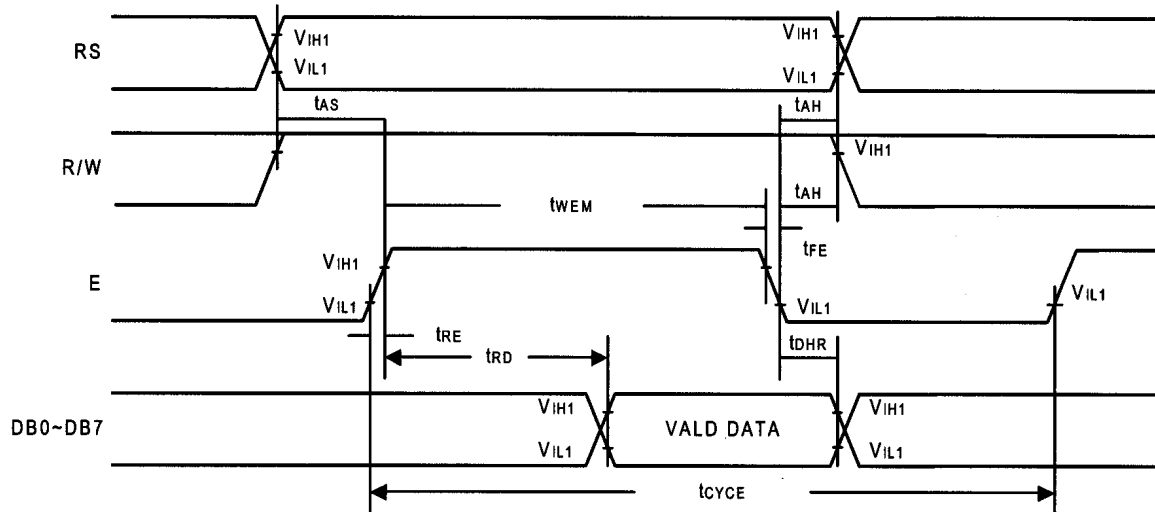 RS
VIH1
VIL1
VIH1
VIL1
tAS
tAH
R/W
VIH1
tWEM
tAH
tFE
E
VIH1
VIL1
VIL1
VIL1
tRE
tRD
tDHR
DB0~DB7
VIH1
VIL1
VALD DATA
VIH1
VIL1
tCYCE